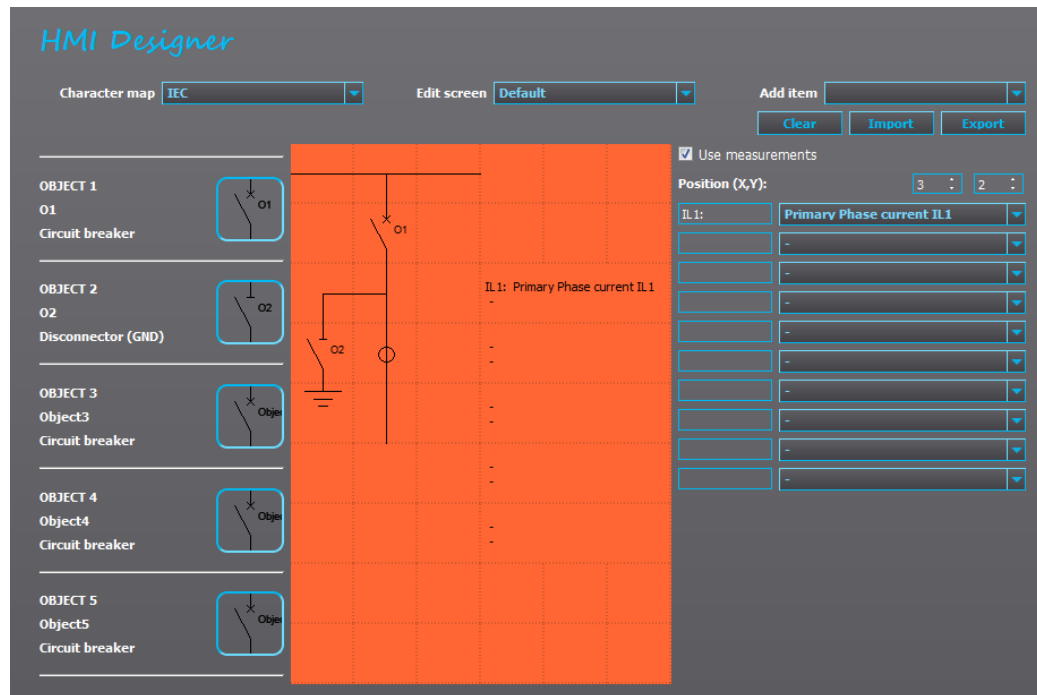 HMI Designer
Character map IEC Edit screen Default Add item
Clear Import Export
Use measurements
Position (X,Y): 3 2
IL1: Primary Phase current IL1
-
-
-
-
-
-
-
-
-
OBJECT 1
O1
Circuit breaker
O1
OBJECT 2
O2
Disconnector (GND)
O2
OBJECT 3
Object3
Circuit breaker
Obje
OBJECT 4
Object4
Circuit breaker
Obje
OBJECT 5
Object5
Circuit breaker
Obje
O1
IL1: Primary Phase current IL1
-
O2
-
-
-
-
-
-
-
-